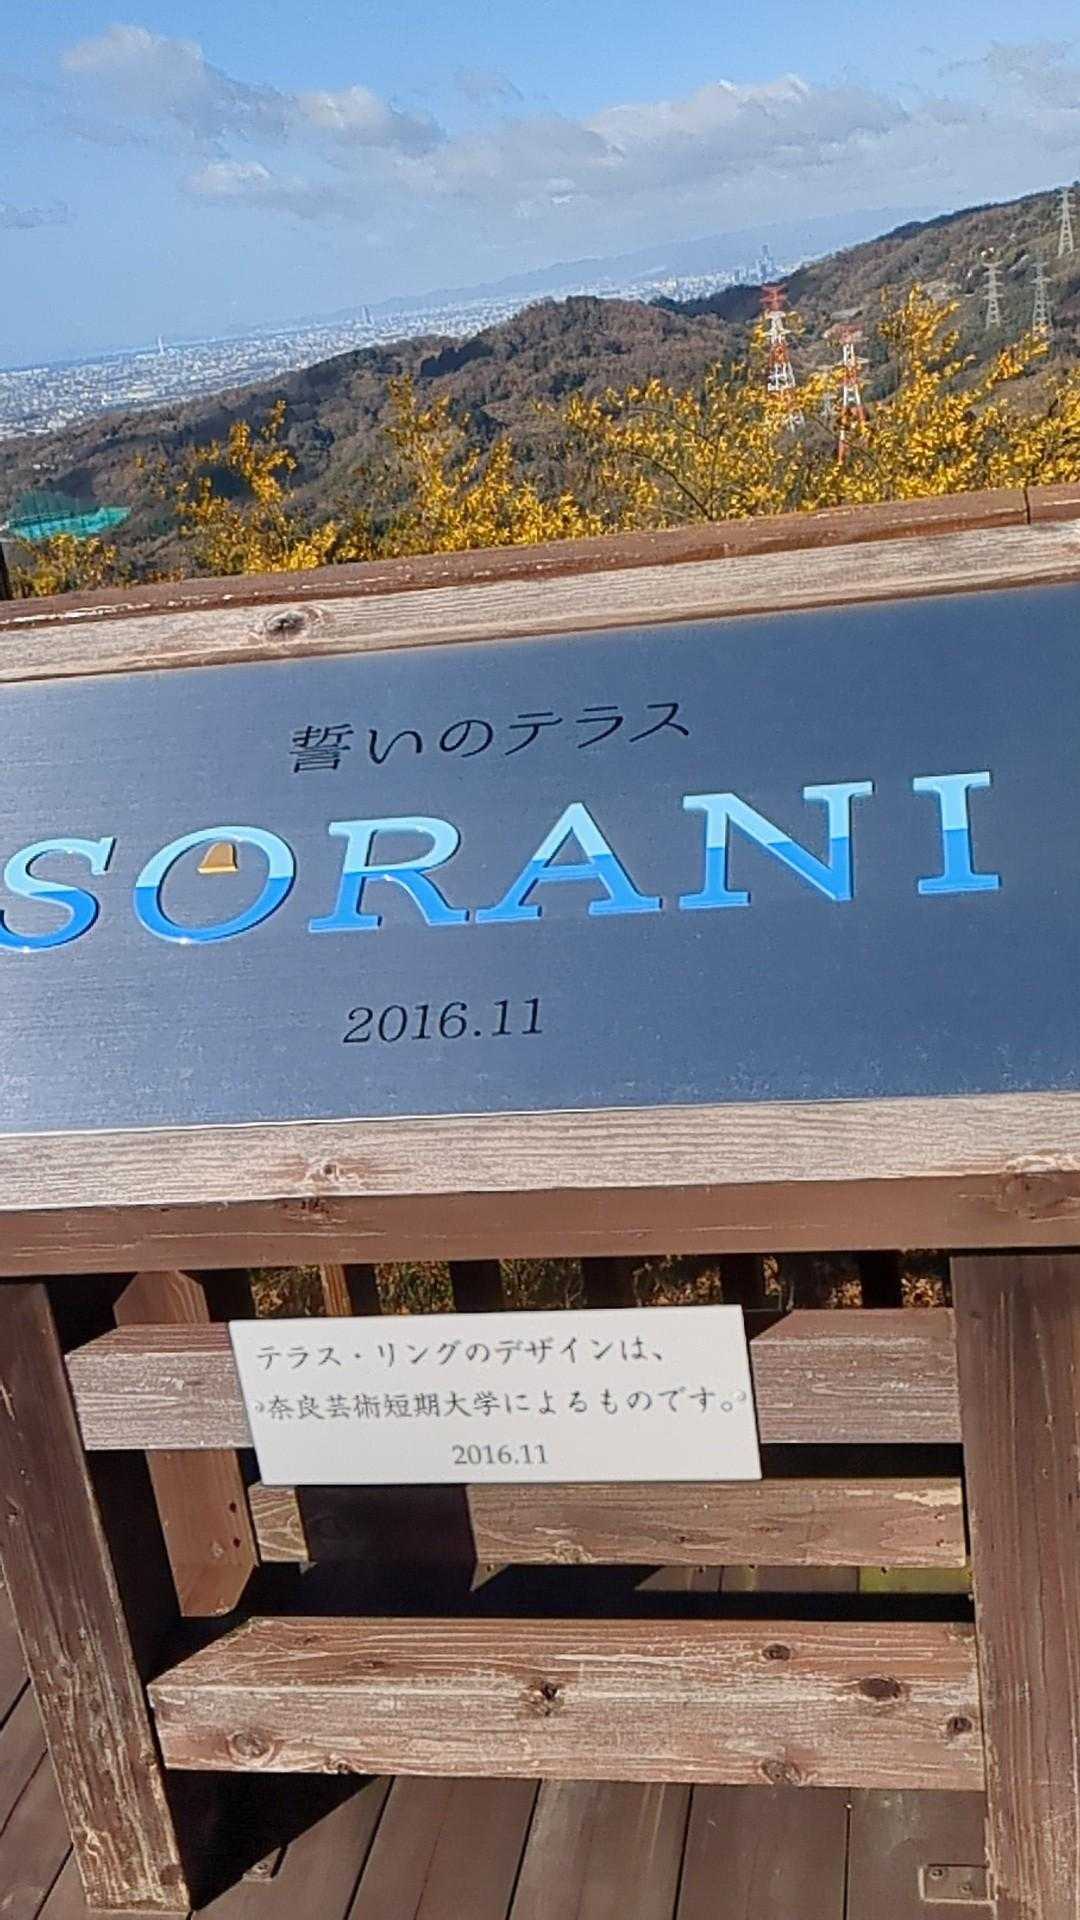 誓いのテラス
SORANI
2016.11
テラス・リングのデザインは、
奈良芸術短期大学によるものです。
2016.11